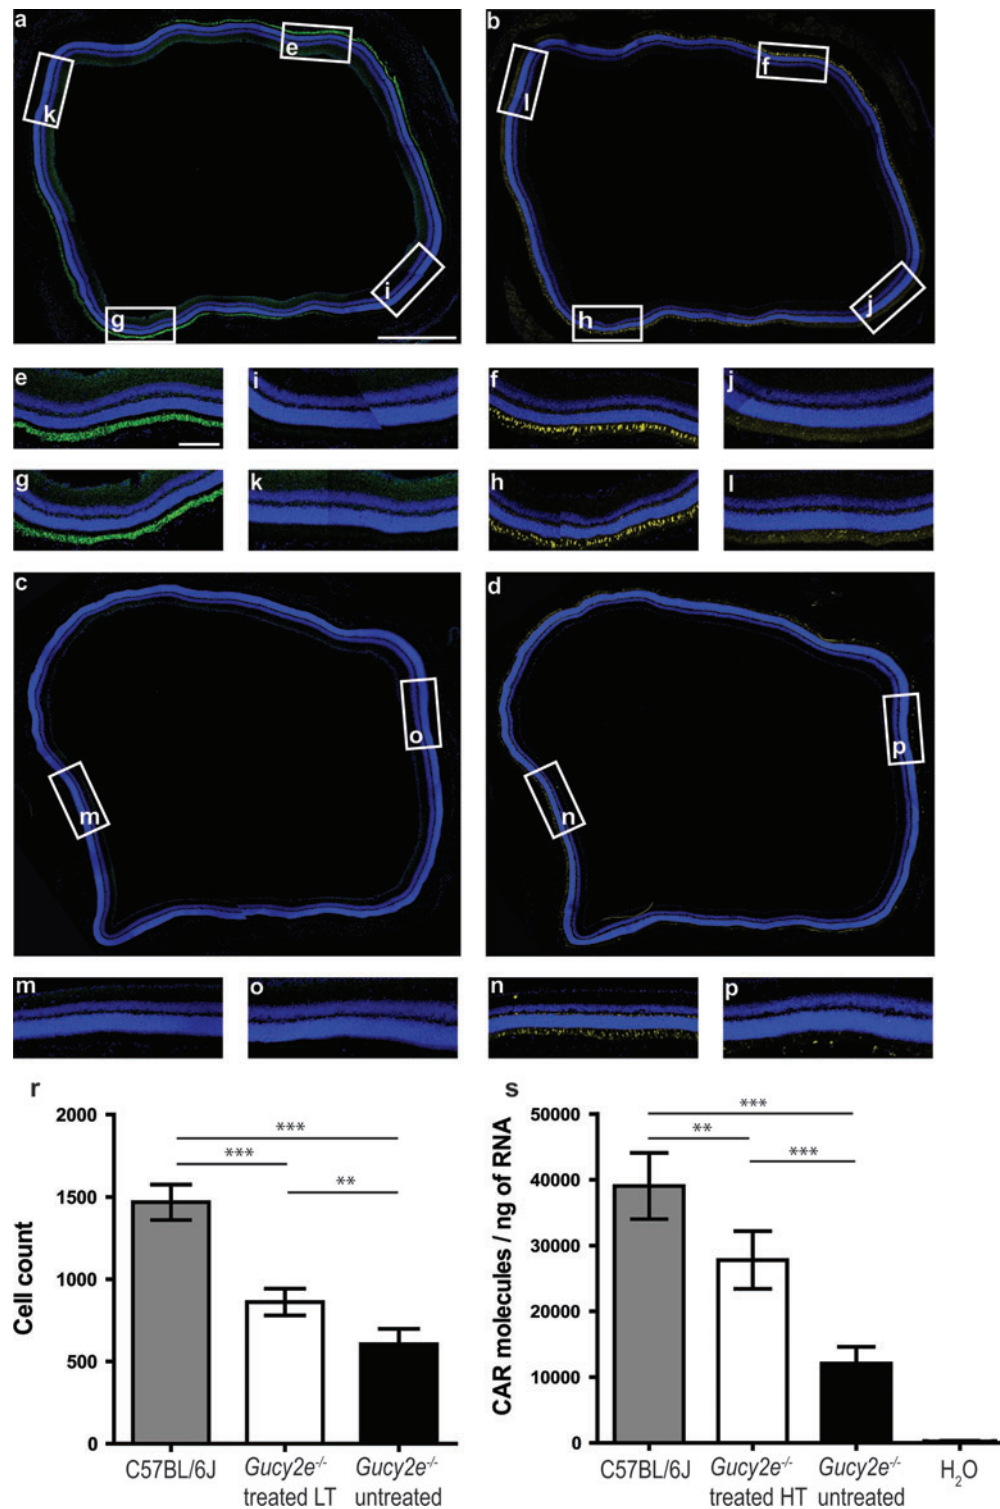 a
b
e
f
k
l
i
j
g
h
e
i
f
j
g
k
h
l
c
d
o
p
m
n
m
o
n
p
r
s
2000
1500
1000
500
0
Cell count
***
***
**
C57BL/6J
Gucy2e-/-
treated LT
Gucy2e-/-
untreated
50000
40000
30000
20000
10000
0
CAR molecules / ng of RNA
***
**
***
C57BL/6J
Gucy2e-/-
treated HT
Gucy2e-/-
untreated
H2O